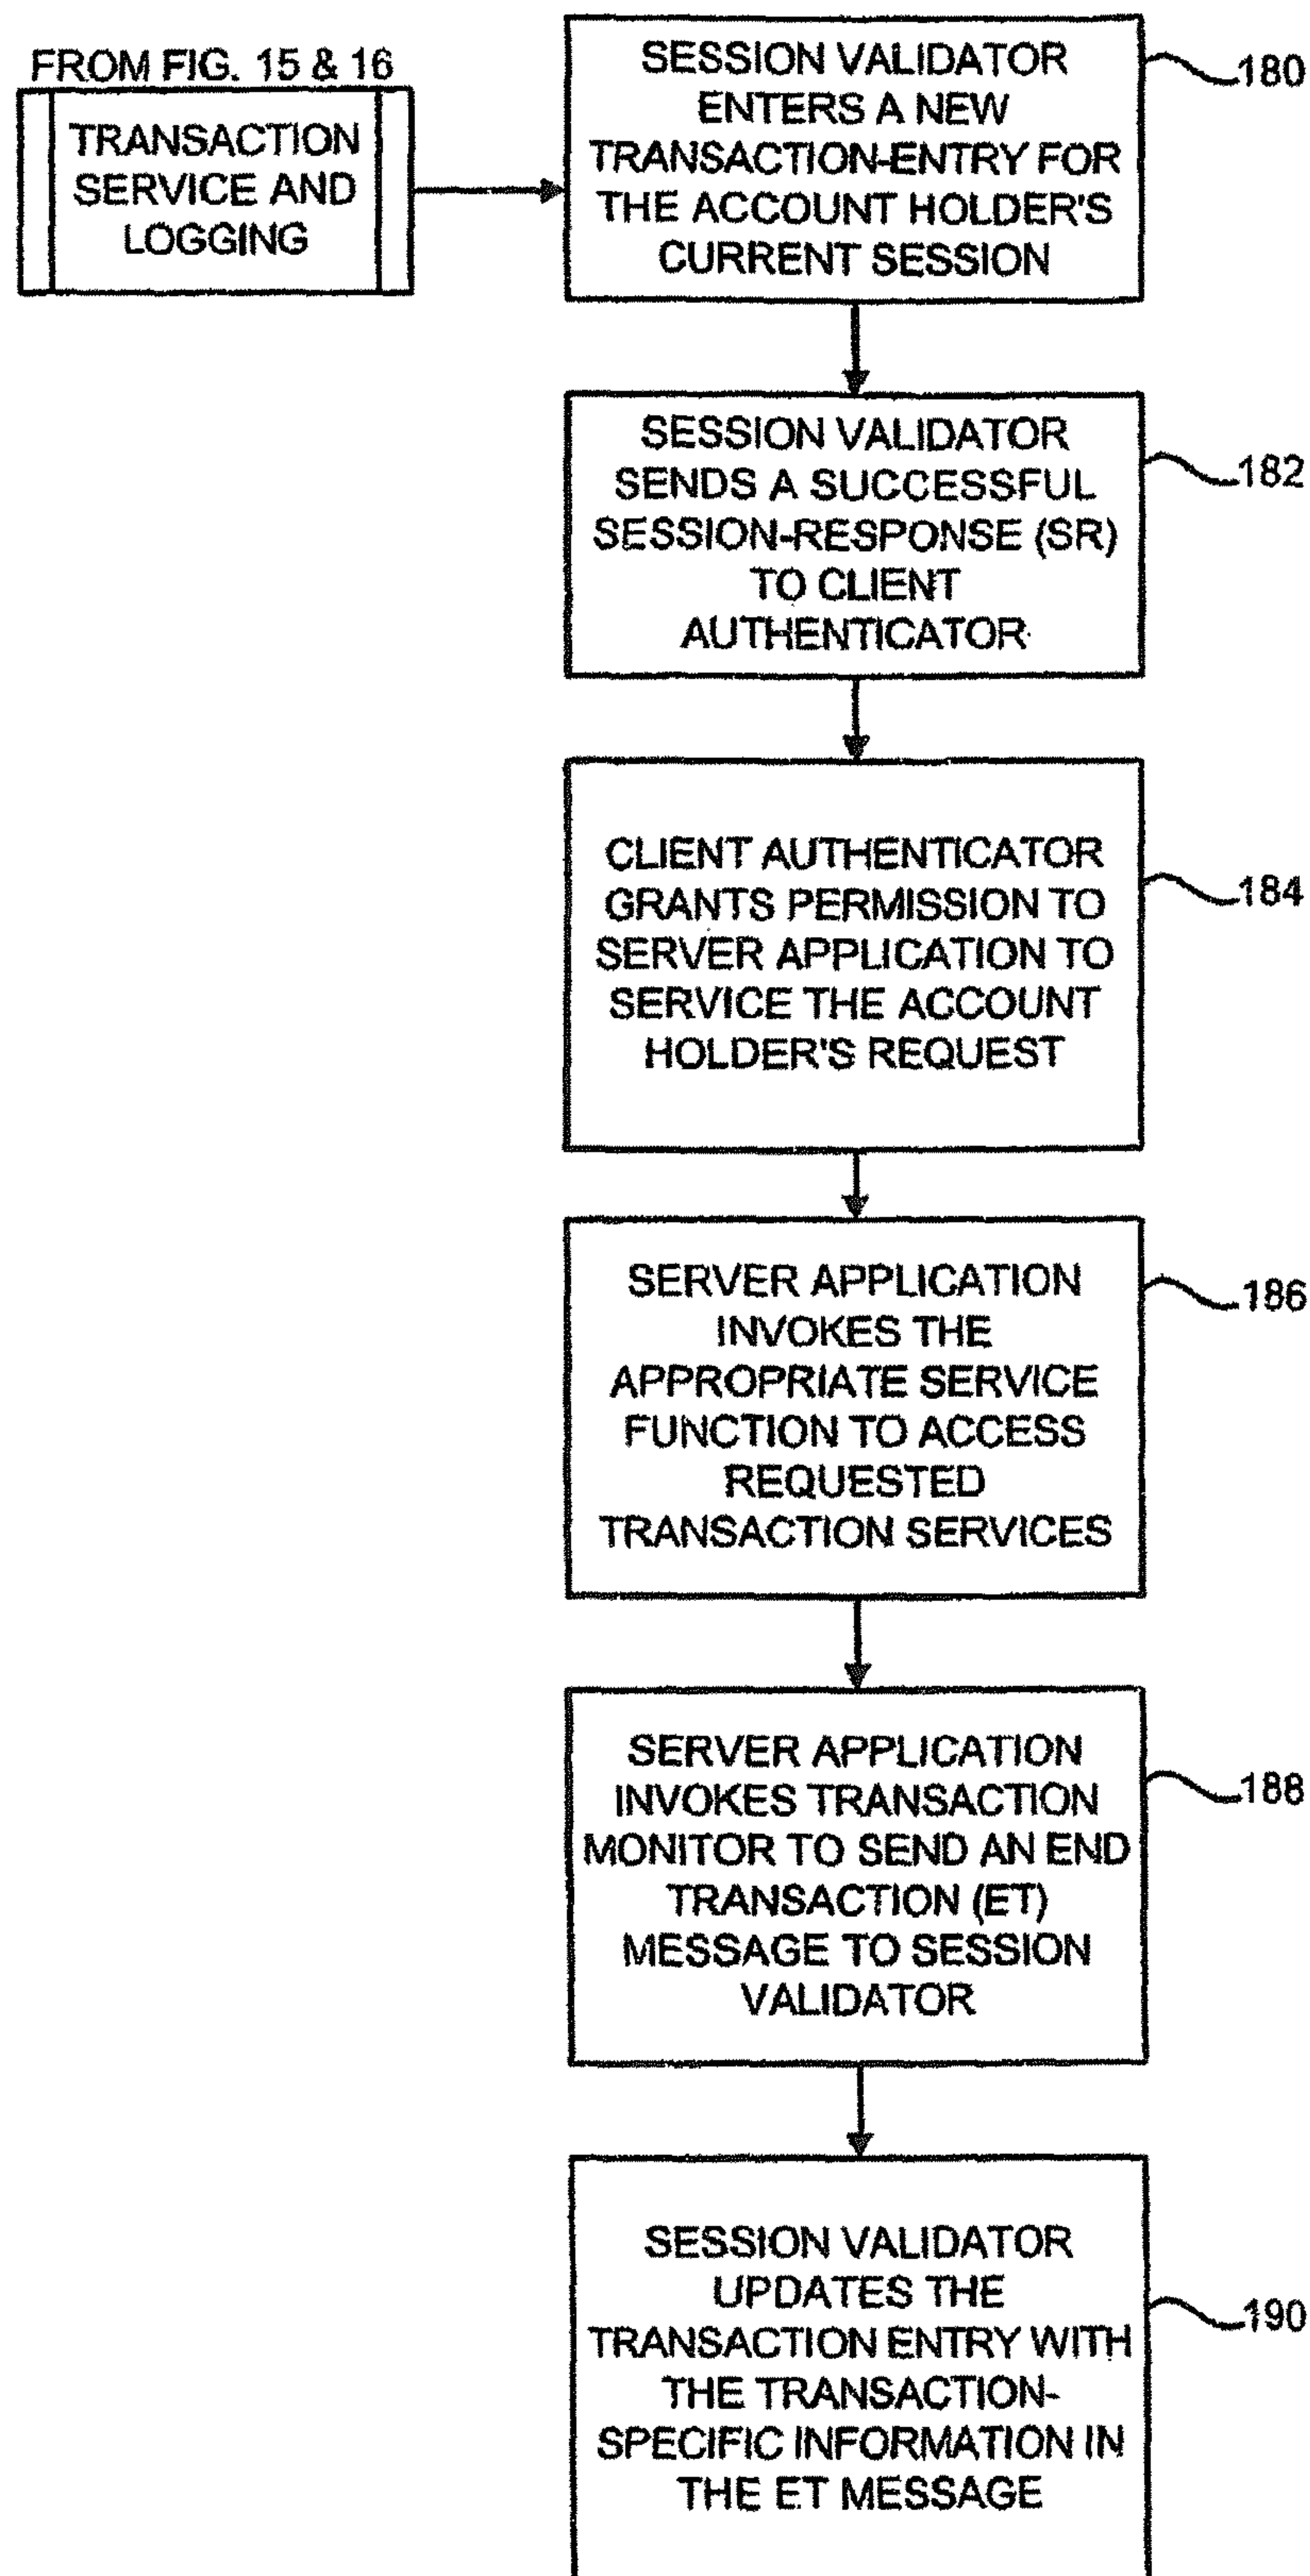 FROM FIG. 15 & 16
TRANSACTION
SERVICE AND
LOGGING
SESSION VALIDATOR
ENTERS A NEW
TRANSACTION-ENTRY FOR
THE ACCOUNT HOLDER'S
CURRENT SESSION
180
SESSION VALIDATOR
SENDS A SUCCESSFUL
SESSION-RESPONSE (SR)
TO CLIENT
AUTHENTICATOR
182
CLIENT AUTHENTICATOR
GRANTS PERMISSION TO
SERVER APPLICATION TO
SERVICE THE ACCOUNT
HOLDER'S REQUEST
184
SERVER APPLICATION
INVOKES THE
APPROPRIATE SERVICE
FUNCTION TO ACCESS
REQUESTED
TRANSACTION SERVICES
186
SERVER APPLICATION
INVOKES TRANSACTION
MONITOR TO SEND AN END
TRANSACTION (ET)
MESSAGE TO SESSION
VALIDATOR
188
SESSION VALIDATOR
UPDATES THE
TRANSACTION ENTRY WITH
THE TRANSACTION-
SPECIFIC INFORMATION IN
THE ET MESSAGE
190